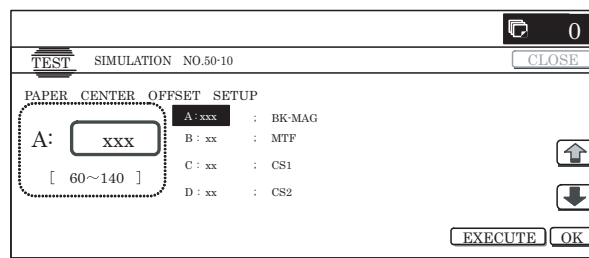 0
TEST SIMULATION NO.50-10 CLOSE
PAPER CENTER OFFSET SETUP
A: xxx
[ 60～140 ]
A : xxx ; BK-MAG
B : xx ; MTF
C : xx ; CS1
D : xx ; CS2
EXECUTE OK